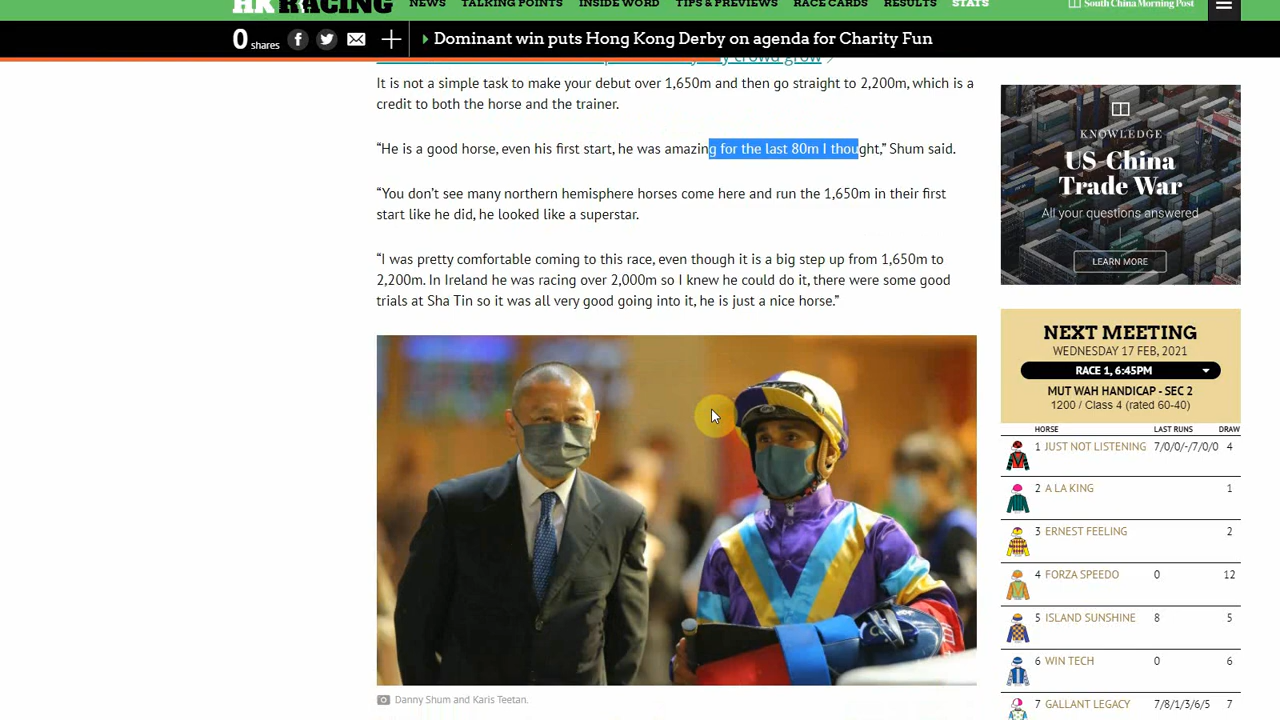 HK RACING
NEWS TALKING POINTS INSIDE WORD TIPS & PREVIEWS RACE CARDS RESULTS STATS
South China Morning Post
0 shares
Dominant win puts Hong Kong Derby on agenda for Charity Fun
crowd grow
It is not a simple task to make your debut over 1,650m and then go straight to 2,200m, which is a
credit to both the horse and the trainer.
“He is a good horse, even his first start, he was amazing for the last 80m I thought,” Shum said.
“You don’t see many northern hemisphere horses come here and run the 1,650m in their first
start like he did, he looked like a superstar.
“I was pretty comfortable coming to this race, even though it is a big step up from 1,650m to
2,200m. In Ireland he was racing over 2,000m so I knew he could do it, there were some good
trials at Sha Tin so it was all very good going into it, he is just a nice horse.”
Danny Shum and Karis Teetan.
KNOWLEDGE
US-China
Trade War
All your questions answered
LEARN MORE
NEXT MEETING
WEDNESDAY 17 FEB, 2021
RACE 1, 6:45PM
MUT WAH HANDICAP - SEC 2
1200 / Class 4 (rated 60-40)
HORSE LAST RUNS DRAW
1 JUST NOT LISTENING 7/0/0/-/7/0/0 4
2 A LA KING 1
3 ERNEST FEELING 2
4 FORZA SPEEDO 0 12
5 ISLAND SUNSHINE 8 5
6 WIN TECH 0 6
7 GALLANT LEGACY 7/8/1/3/6/5 7